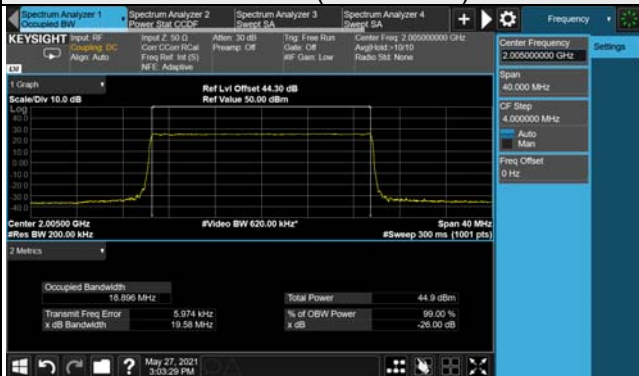 Spectrum Analyzer 1
Occupied BW
Spectrum Analyzer 2
Power Stat CCDF
Spectrum Analyzer 3
Swept SA
Spectrum Analyzer 4
Swept SA
Frequency
KEYSIGHT
Input: RF
Coupling: DC
Align: Auto
Input Z: 50 Ω
Corr CCorr RCal
Freq Ref: Int (S)
NFE: Adaptive
Atten: 30 dB
Preamp: Off
Trig: Free Run
Gate: Off
#IF Gain: Low
Center Freq: 2.005000000 GHz
Avg|Hold:>10/10
Radio Std: None
Center Frequency
2.005000000 GHz
Settings
Span
40.000 MHz
CF Step
4.000000 MHz
Auto
Man
Freq Offset
0 Hz
1 Graph
Scale/Div 10.0 dB
Ref Lvl Offset 44.30 dB
Ref Value 50.00 dBm
Log
40.0
30.0
20.0
10.0
0.00
-10.0
-20.0
-30.0
-40.0
Center 2.00500 GHz
#Res BW 200.00 kHz
#Video BW 620.00 kHz*
Span 40 MHz
#Sweep 300 ms (1001 pts)
2 Metrics
Occupied Bandwidth
18.896 MHz
Total Power 44.9 dBm
Transmit Freq Error 5.974 kHz
% of OBW Power 99.00 %
x dB Bandwidth 19.58 MHz
x dB -26.00 dB
?
May 27, 2021
3:03:29 PM